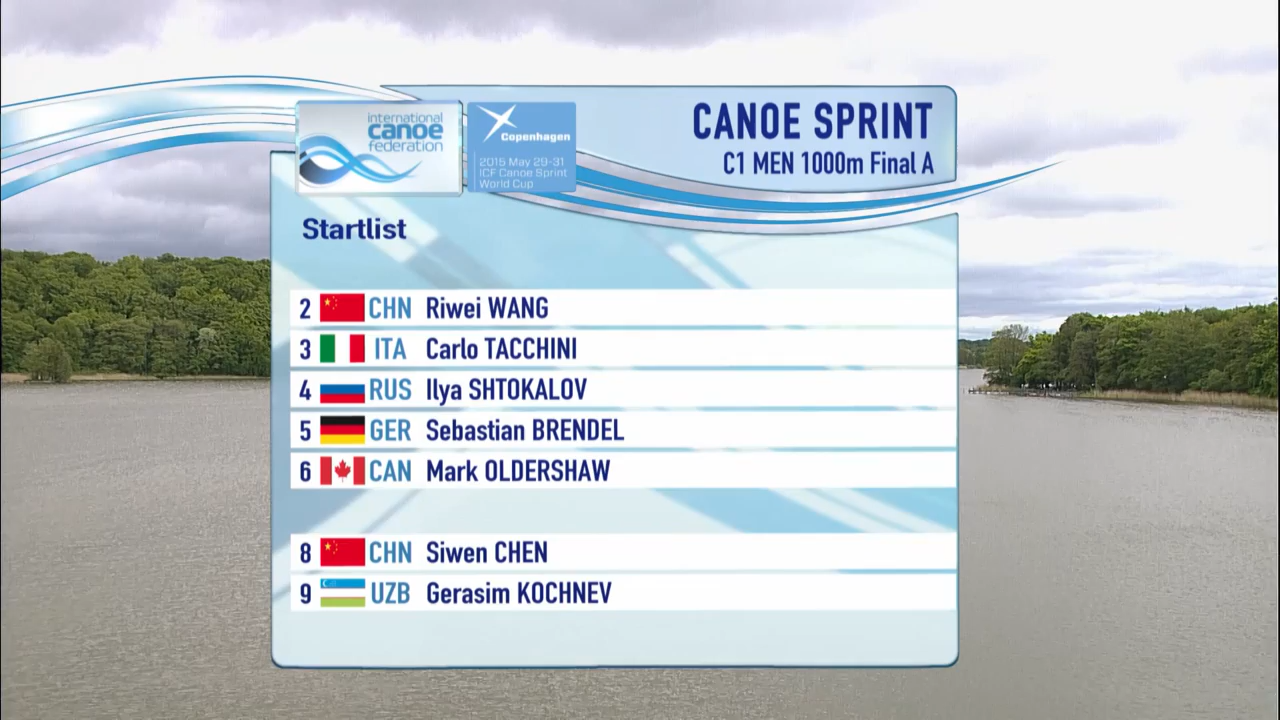 international
canoe
federation
Copenhagen
2015 May 29-31
ICF Canoe Sprint
World Cup
CANOE SPRINT
C1 MEN 1000m Final A
Startlist
2 CHN Riwei WANG
3 ITA Carlo TACCHINI
4 RUS Ilya SHTOKALOV
5 GER Sebastian BRENDEL
6 CAN Mark OLDERSHAW
8 CHN Siwen CHEN
9 UZB Gerasim KOCHNEV